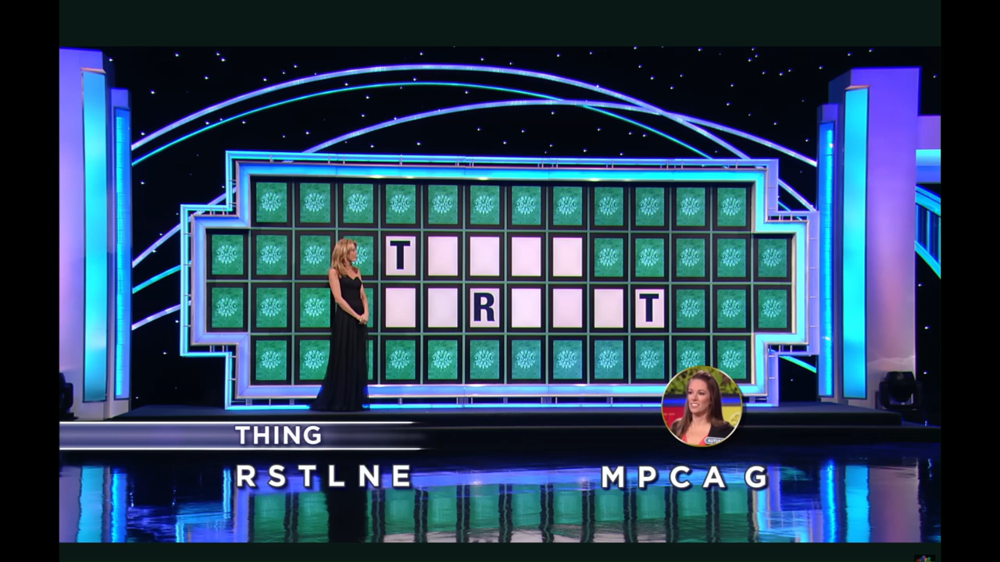 T
R T
THING
RSTLNE
MPCAG